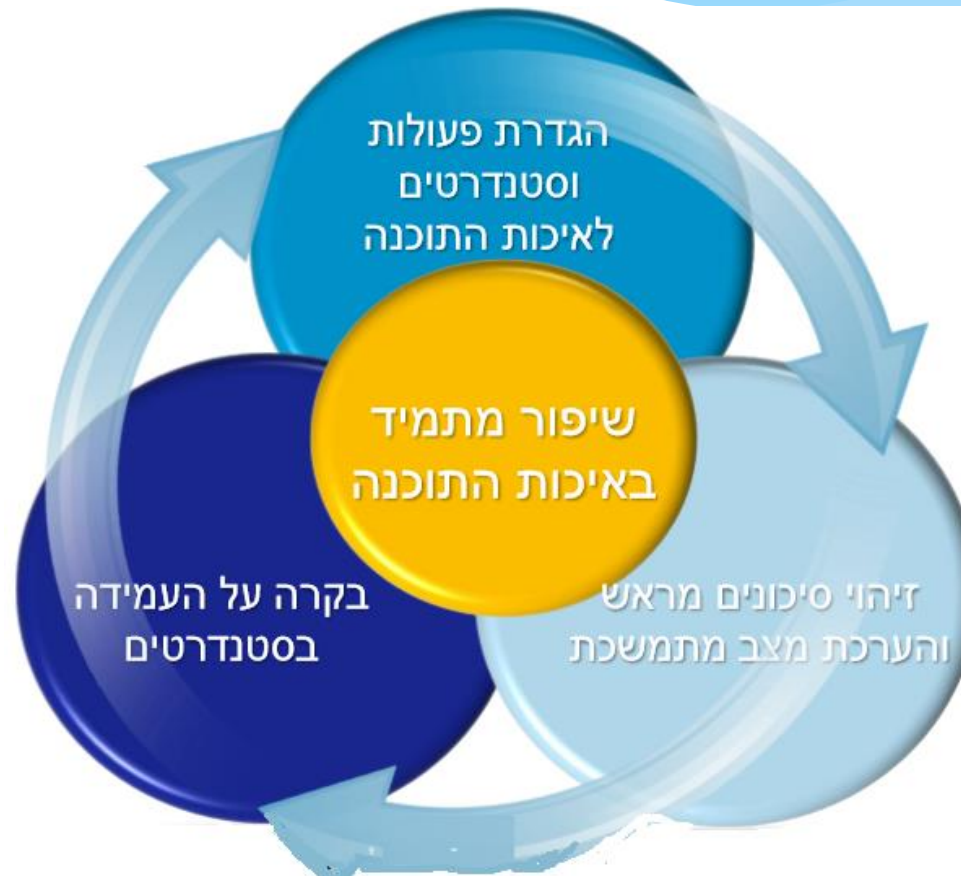 הגדרת פעולות
וסטנדרטים
לאיכות התוכנה
שיפור מתמיד
באיכות התוכנה
זיהוי סיכונים מראש
והערכת מצב מתמשכת
בקרה על העמידה
בסטנדרטים